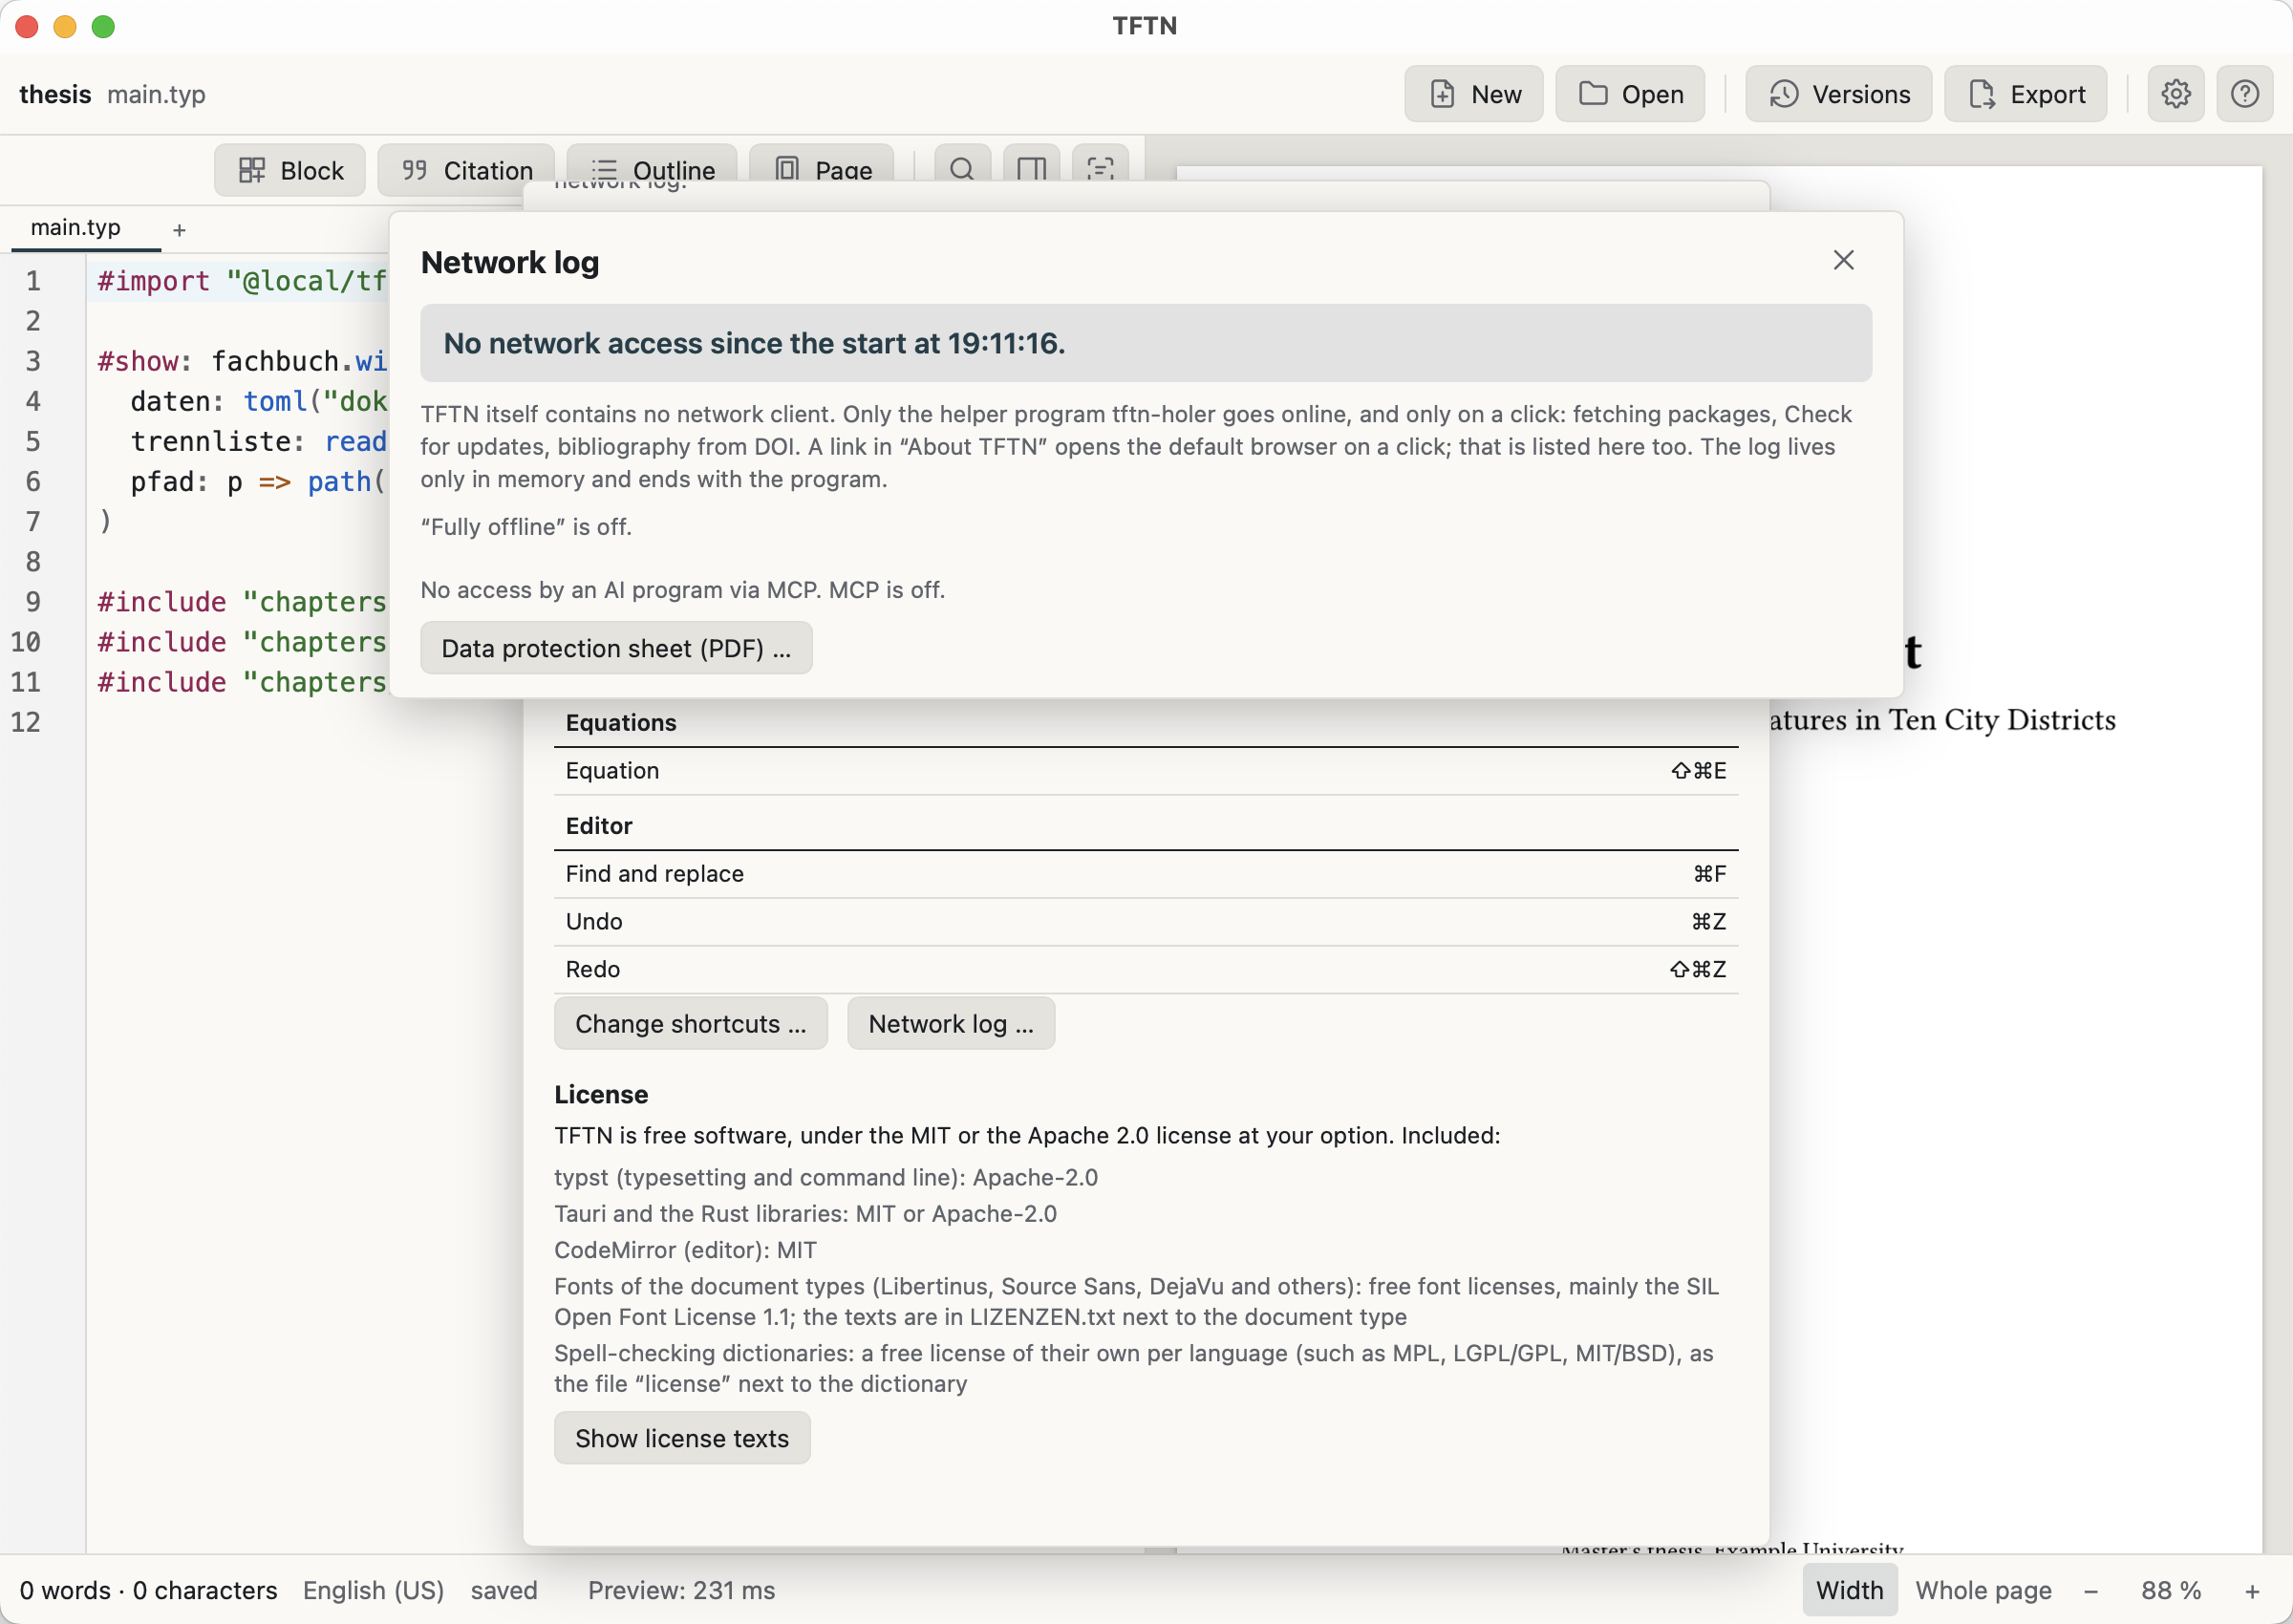 TFTN
thesis main.typ
New
Open
Versions
Export
Block
Citation
Outline
Page
main.typ
+
network log.
Network log
No network access since the start at 19:11:16.
TFTN itself contains no network client. Only the helper program tftn-holer goes online, and only on a click: fetching packages, Check
for updates, bibliography from DOI. A link in “About TFTN” opens the default browser on a click; that is listed here too. The log lives
only in memory and ends with the program.
“Fully offline” is off.
No access by an AI program via MCP. MCP is off.
Data protection sheet (PDF) ...
1 #import "@local/tf
2
3 #show: fachbuch.wi
4 daten: toml("dok
5 trennliste: read
6 pfad: p => path(
7 )
8
9 #include "chapters
10 #include "chapters
11 #include "chapters
12
Equations
Equation ⇧⌘E
Editor
Find and replace ⌘F
Undo ⌘Z
Redo ⇧⌘Z
Change shortcuts ...
Network log ...
License
TFTN is free software, under the MIT or the Apache 2.0 license at your option. Included:
typst (typesetting and command line): Apache-2.0
Tauri and the Rust libraries: MIT or Apache-2.0
CodeMirror (editor): MIT
Fonts of the document types (Libertinus, Source Sans, DejaVu and others): free font licenses, mainly the SIL
Open Font License 1.1; the texts are in LIZENZEN.txt next to the document type
Spell-checking dictionaries: a free license of their own per language (such as MPL, LGPL/GPL, MIT/BSD), as
the file “license” next to the dictionary
Show license texts
t
atures in Ten City Districts
Master's thesis, Example University
0 words · 0 characters English (US) saved Preview: 231 ms
Width Whole page − 88 % +